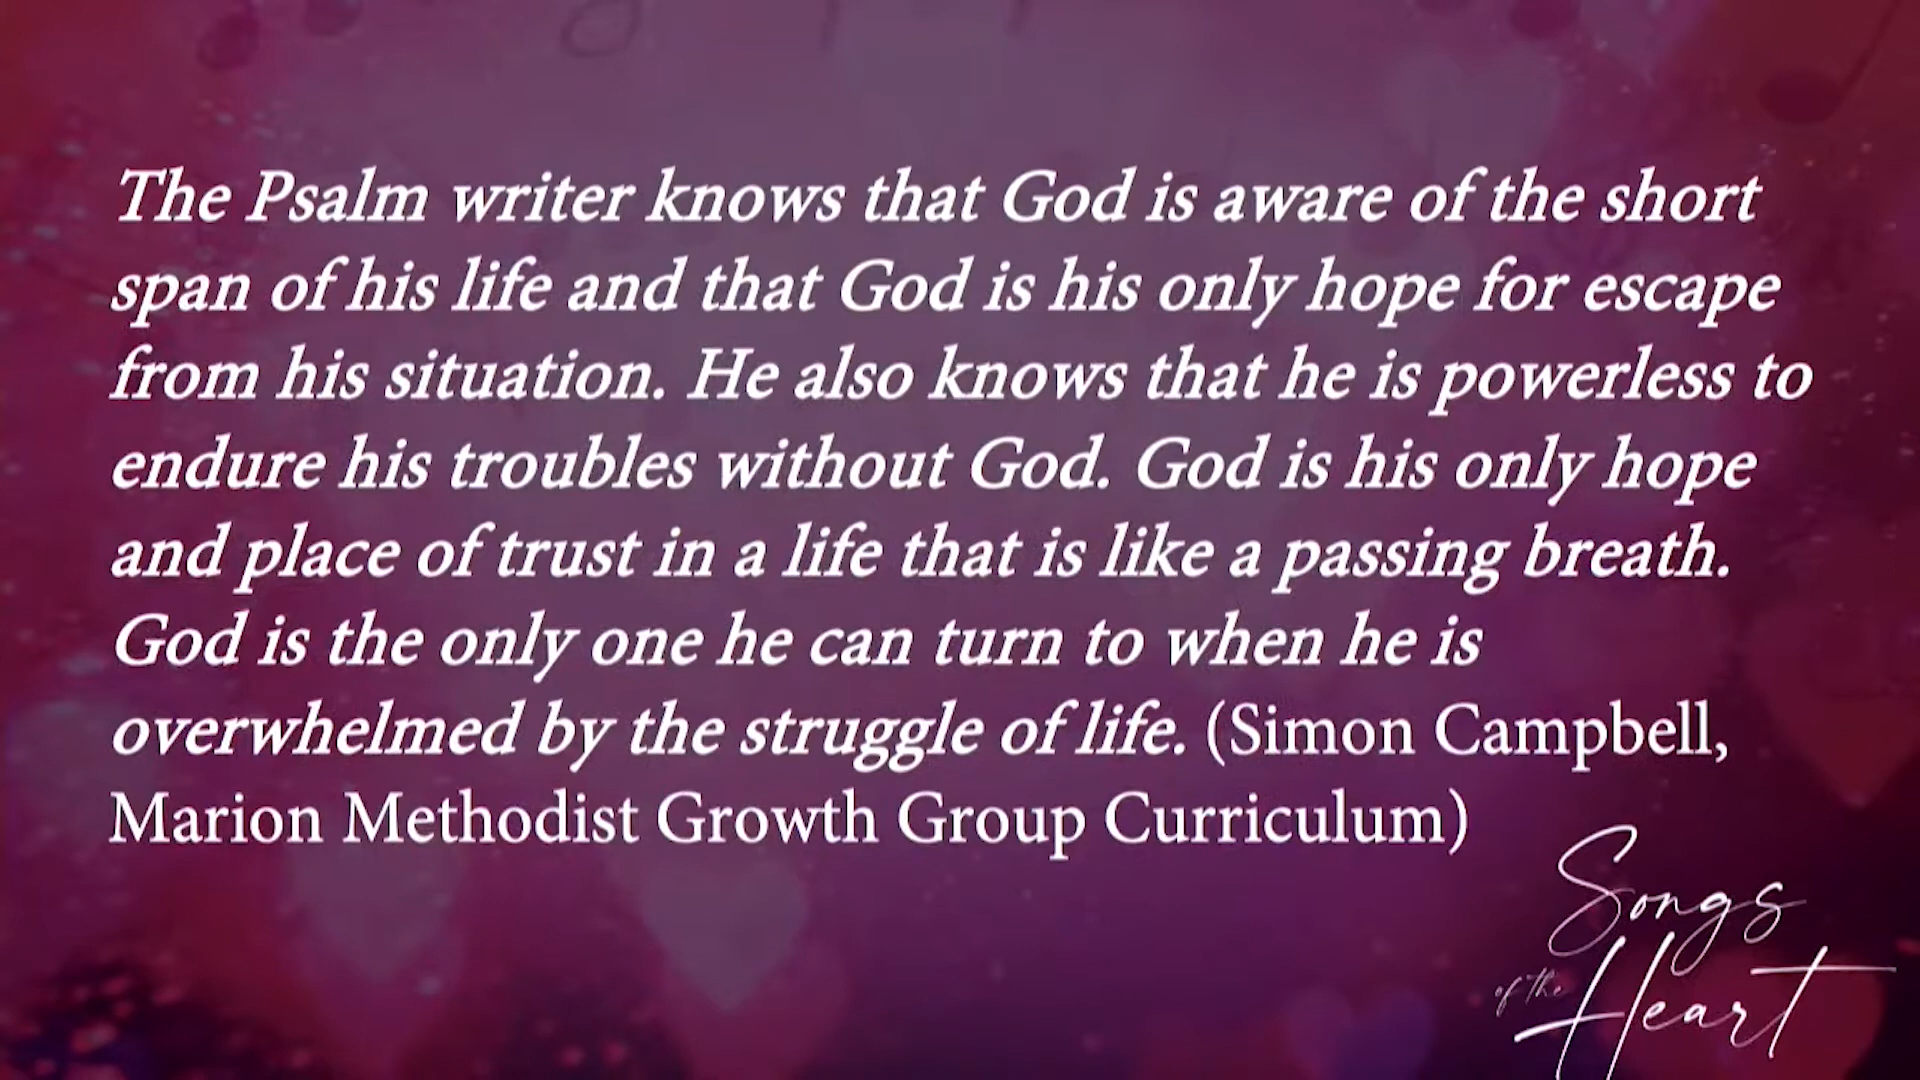 The Psalm writer knows that God is aware of the short
span of his life and that God is his only hope for escape
from his situation. He also knows that he is powerless to
endure his troubles without God. God is his only hope
and place of trust in a life that is like a passing breath.
God is the only one he can turn to when he is
overwhelmed by the struggle of life. (Simon Campbell,
Marion Methodist Growth Group Curriculum)
Songs
of the
Heart